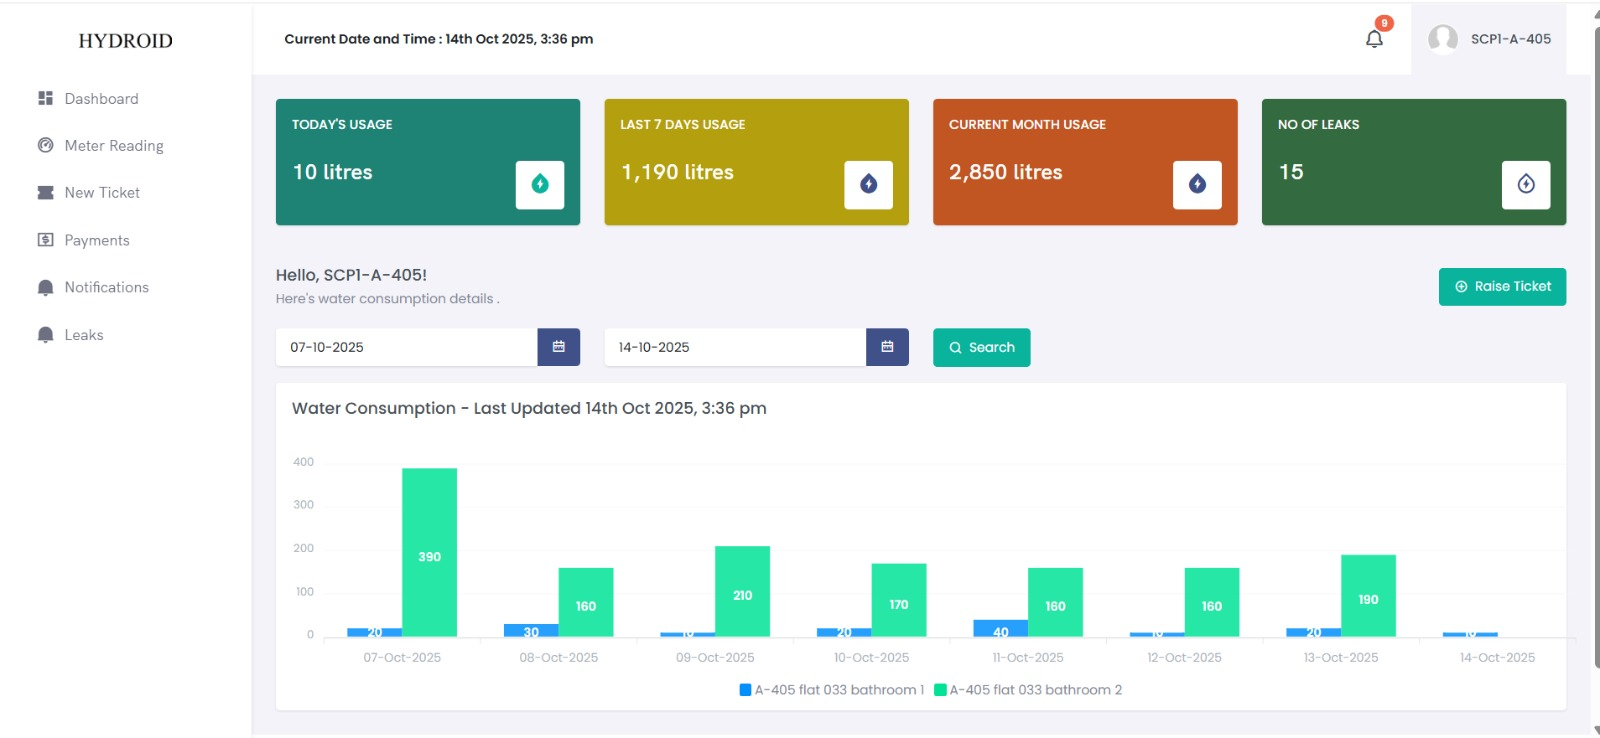 HYDROID
Current Date and Time : 14th Oct 2025, 3:36 pm
9
SCP1-A-405
Dashboard
Meter Reading
New Ticket
Payments
Notifications
Leaks
TODAY'S USAGE
10 litres
LAST 7 DAYS USAGE
1,190 litres
CURRENT MONTH USAGE
2,850 litres
NO OF LEAKS
15
Hello, SCP1-A-405!
Here's water consumption details .
Raise Ticket
07-10-2025
14-10-2025
Search
Water Consumption - Last Updated 14th Oct 2025, 3:36 pm
400
300
200
100
0
20
390
30
160
10
210
20
170
40
160
10
160
20
190
10
07-Oct-2025
08-Oct-2025
09-Oct-2025
10-Oct-2025
11-Oct-2025
12-Oct-2025
13-Oct-2025
14-Oct-2025
A-405 flat 033 bathroom 1
A-405 flat 033 bathroom 2